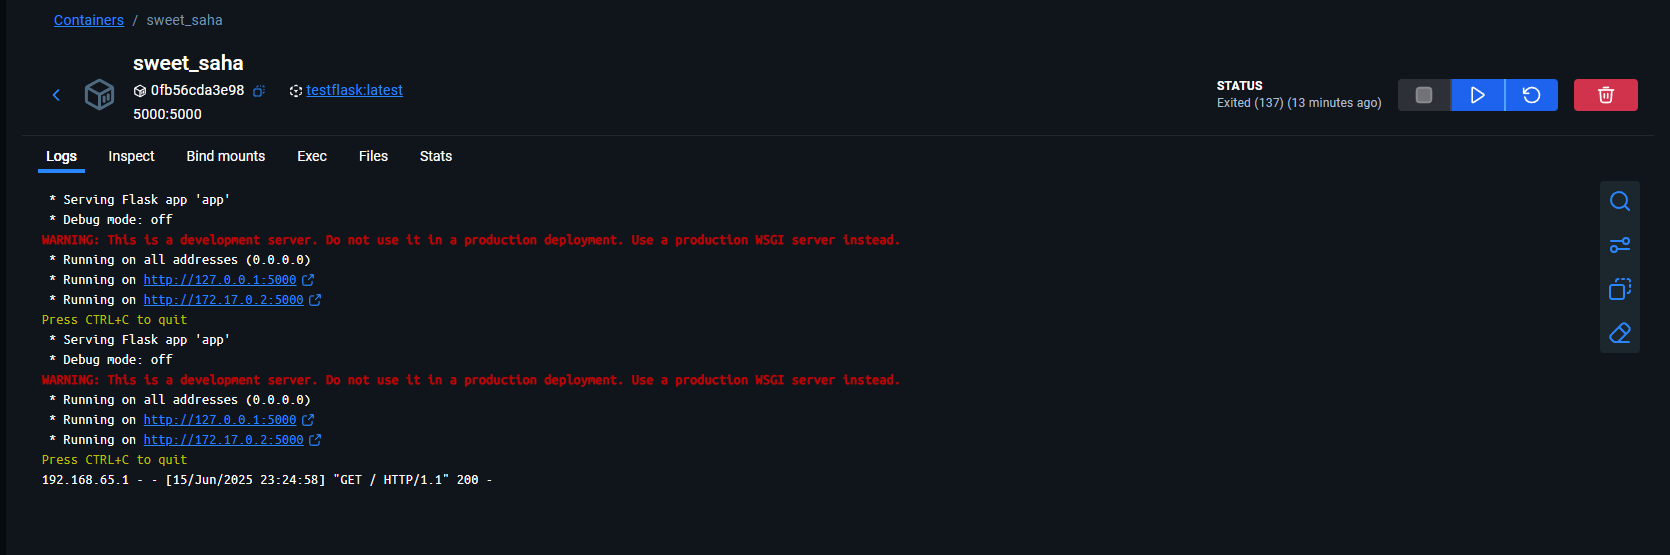 Containers / sweet_saha
sweet_saha
0fb56cda3e98 testflask:latest
5000:5000
STATUS
Exited (137) (13 minutes ago)
Logs Inspect Bind mounts Exec Files Stats
* Serving Flask app 'app'
* Debug mode: off
WARNING: This is a development server. Do not use it in a production deployment. Use a production WSGI server instead.
* Running on all addresses (0.0.0.0)
* Running on http://127.0.0.1:5000
* Running on http://172.17.0.2:5000
Press CTRL+C to quit
* Serving Flask app 'app'
* Debug mode: off
WARNING: This is a development server. Do not use it in a production deployment. Use a production WSGI server instead.
* Running on all addresses (0.0.0.0)
* Running on http://127.0.0.1:5000
* Running on http://172.17.0.2:5000
Press CTRL+C to quit
192.168.65.1 - - [15/Jun/2025 23:24:58] "GET / HTTP/1.1" 200 -